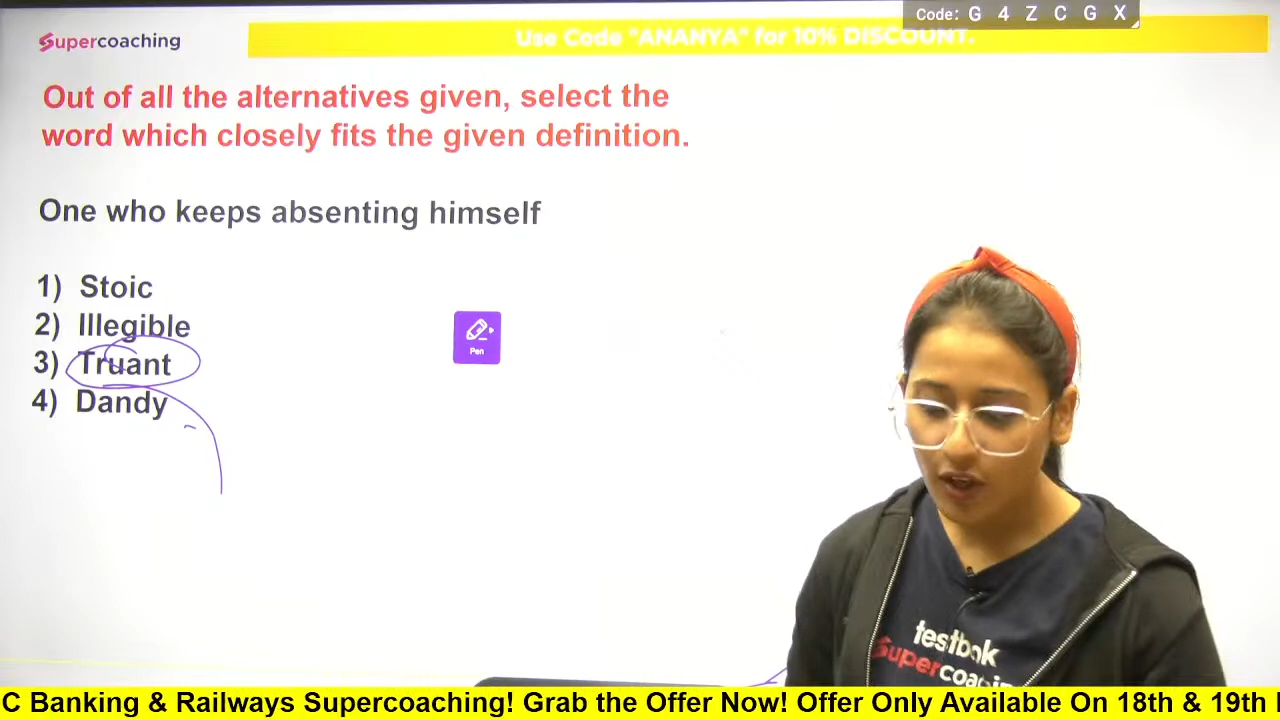 Code: G 4 Z C G X
Supercoaching
Use Code "ANANYA" for 10% DISCOUNT.
Out of all the alternatives given, select the
word which closely fits the given definition.
One who keeps absenting himself
1) Stoic
2) Illegible
3) Truant
4) Dandy
Pen
testbook
Supercoaching
C Banking & Railways Supercoaching! Grab the Offer Now! Offer Only Available On 18th & 19th